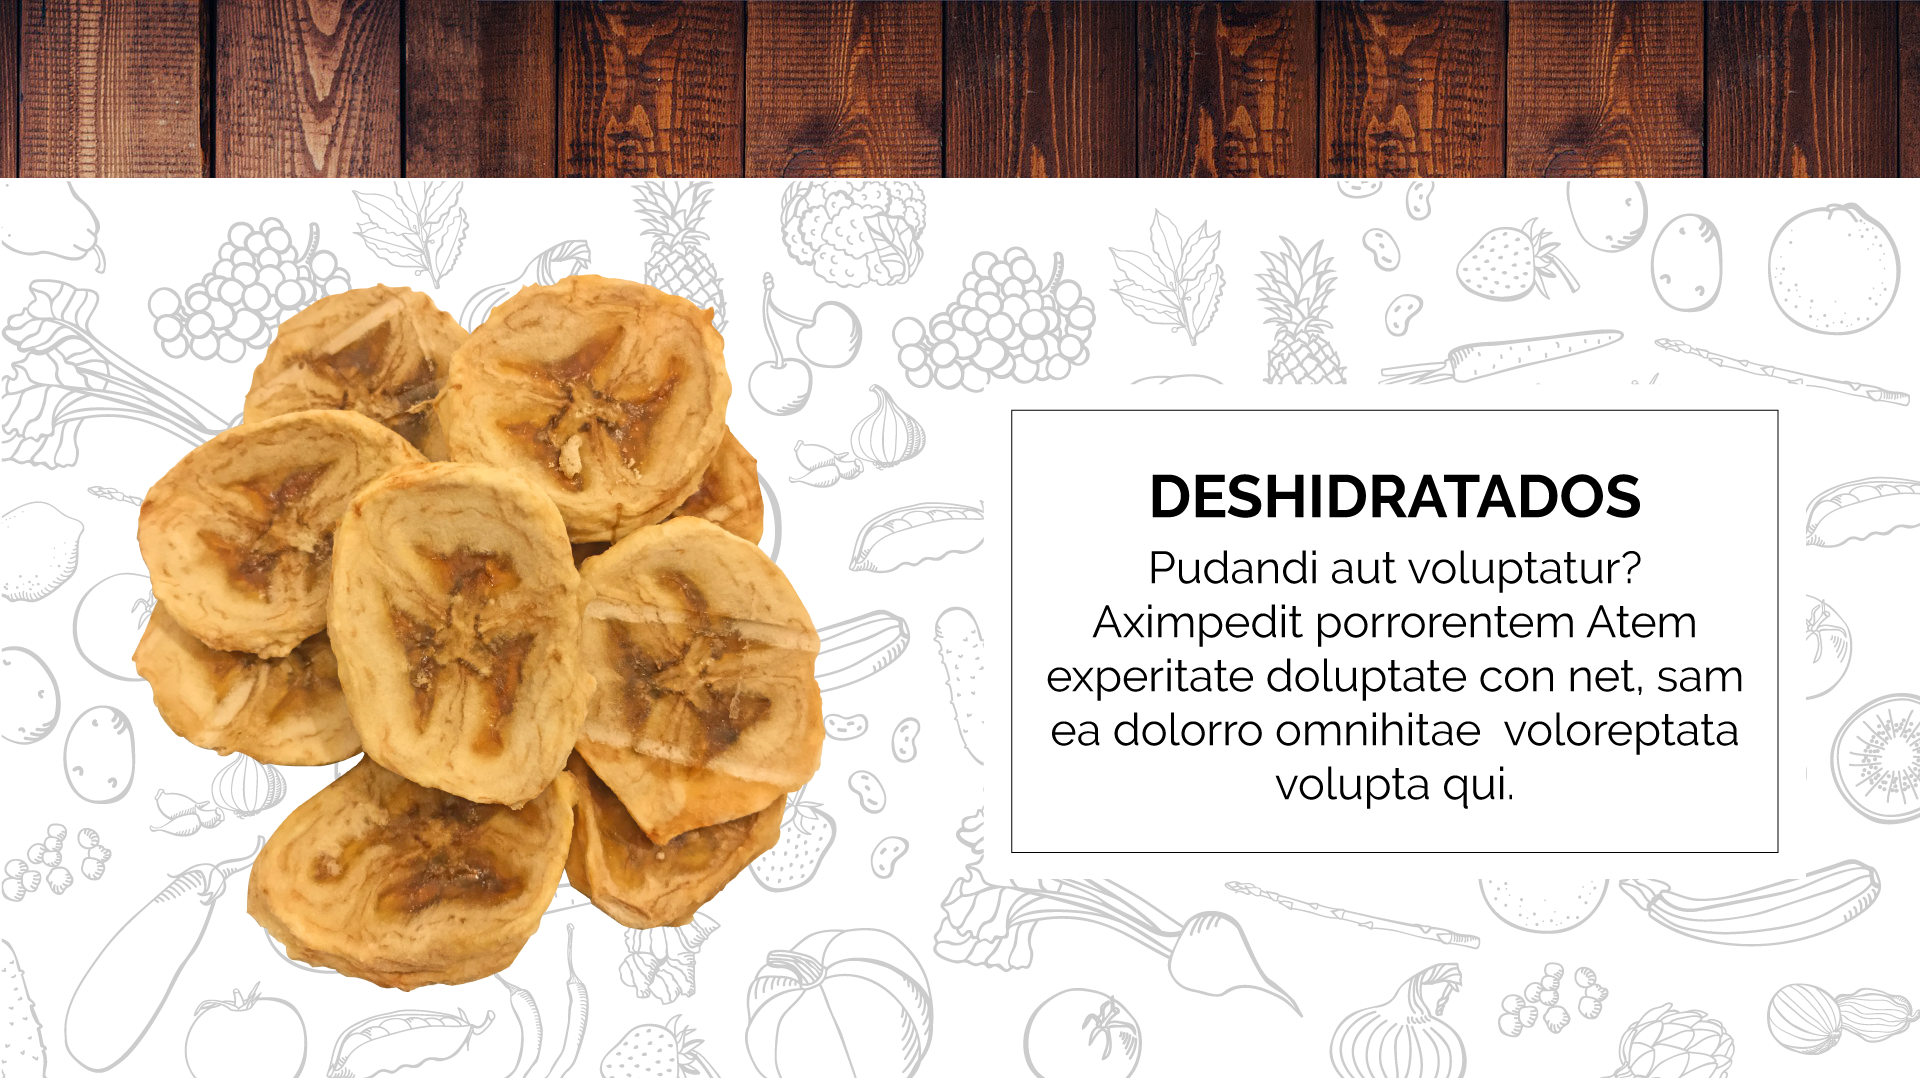 DESHIDRATADOS
Pudandi aut voluptatur?
Aximpedit porrorentem Atem
experitate doluptate con net, sam
ea dolorro omnihitae  voloreptata
volupta qui.